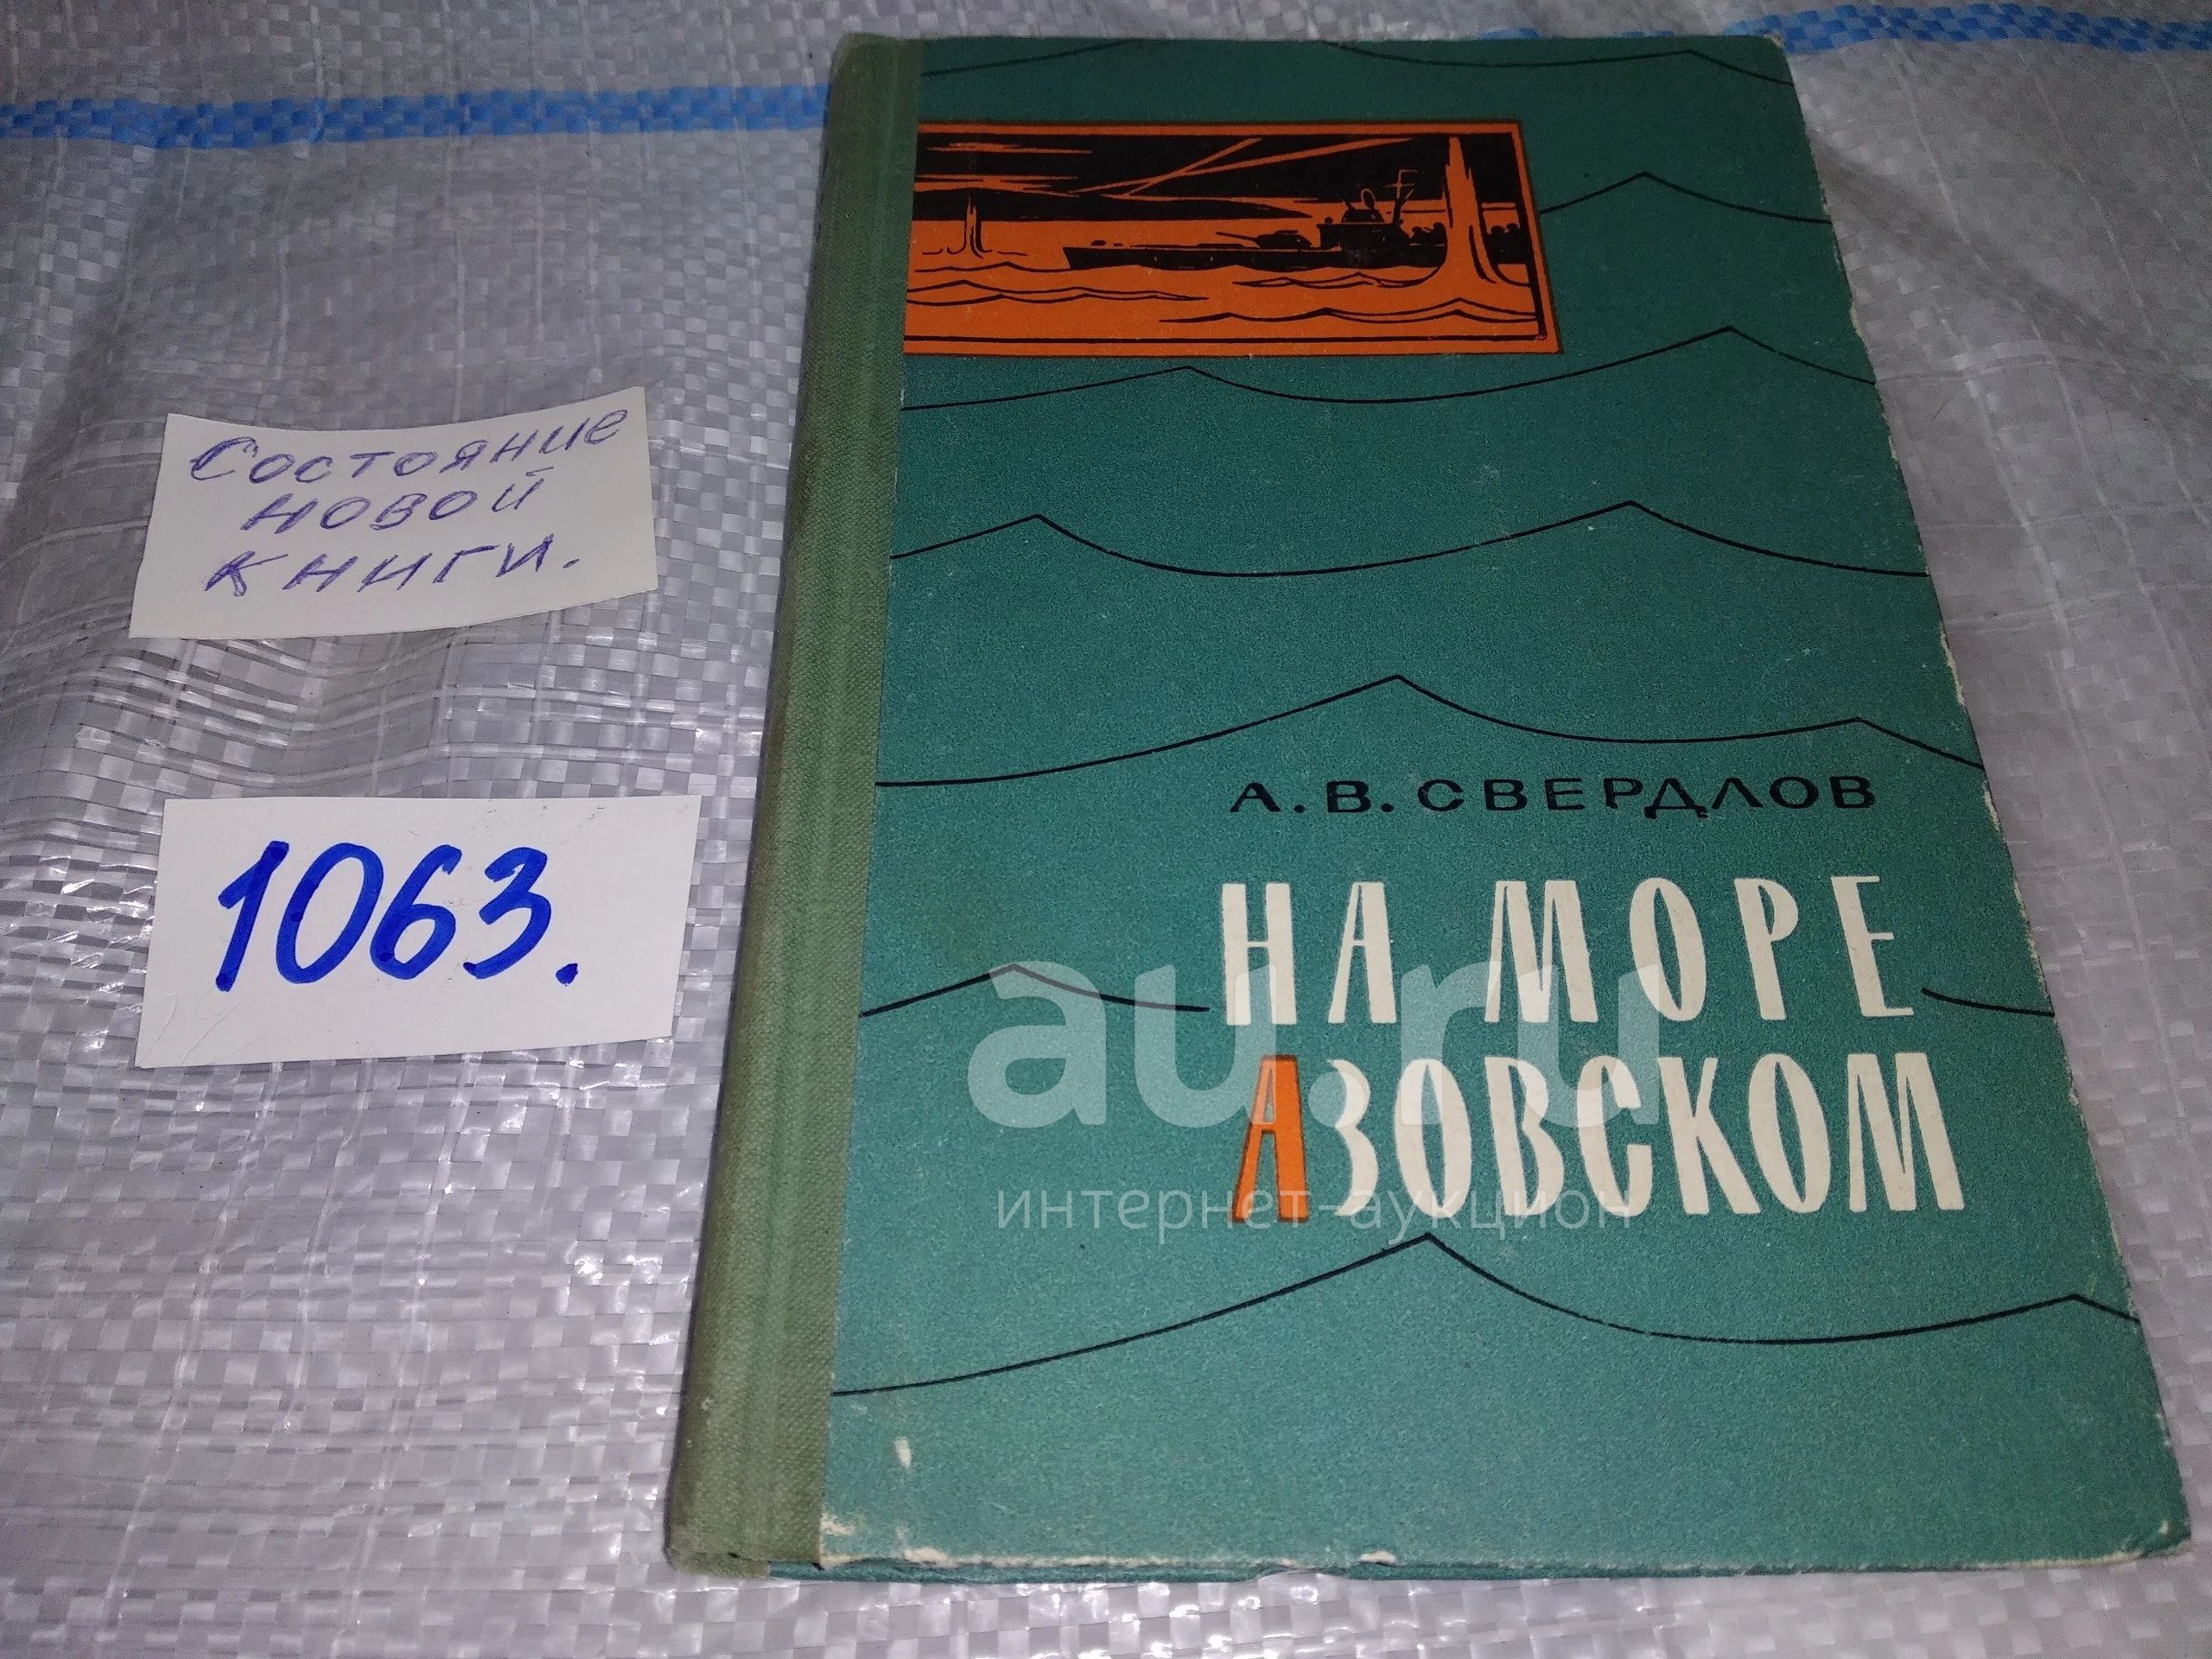 Состояние
новой
книги.
1063.
А.В.СВЕРДЛОВ
НА МОРЕ
АЗОВСКОМ
au.ru
интернет-аукцион